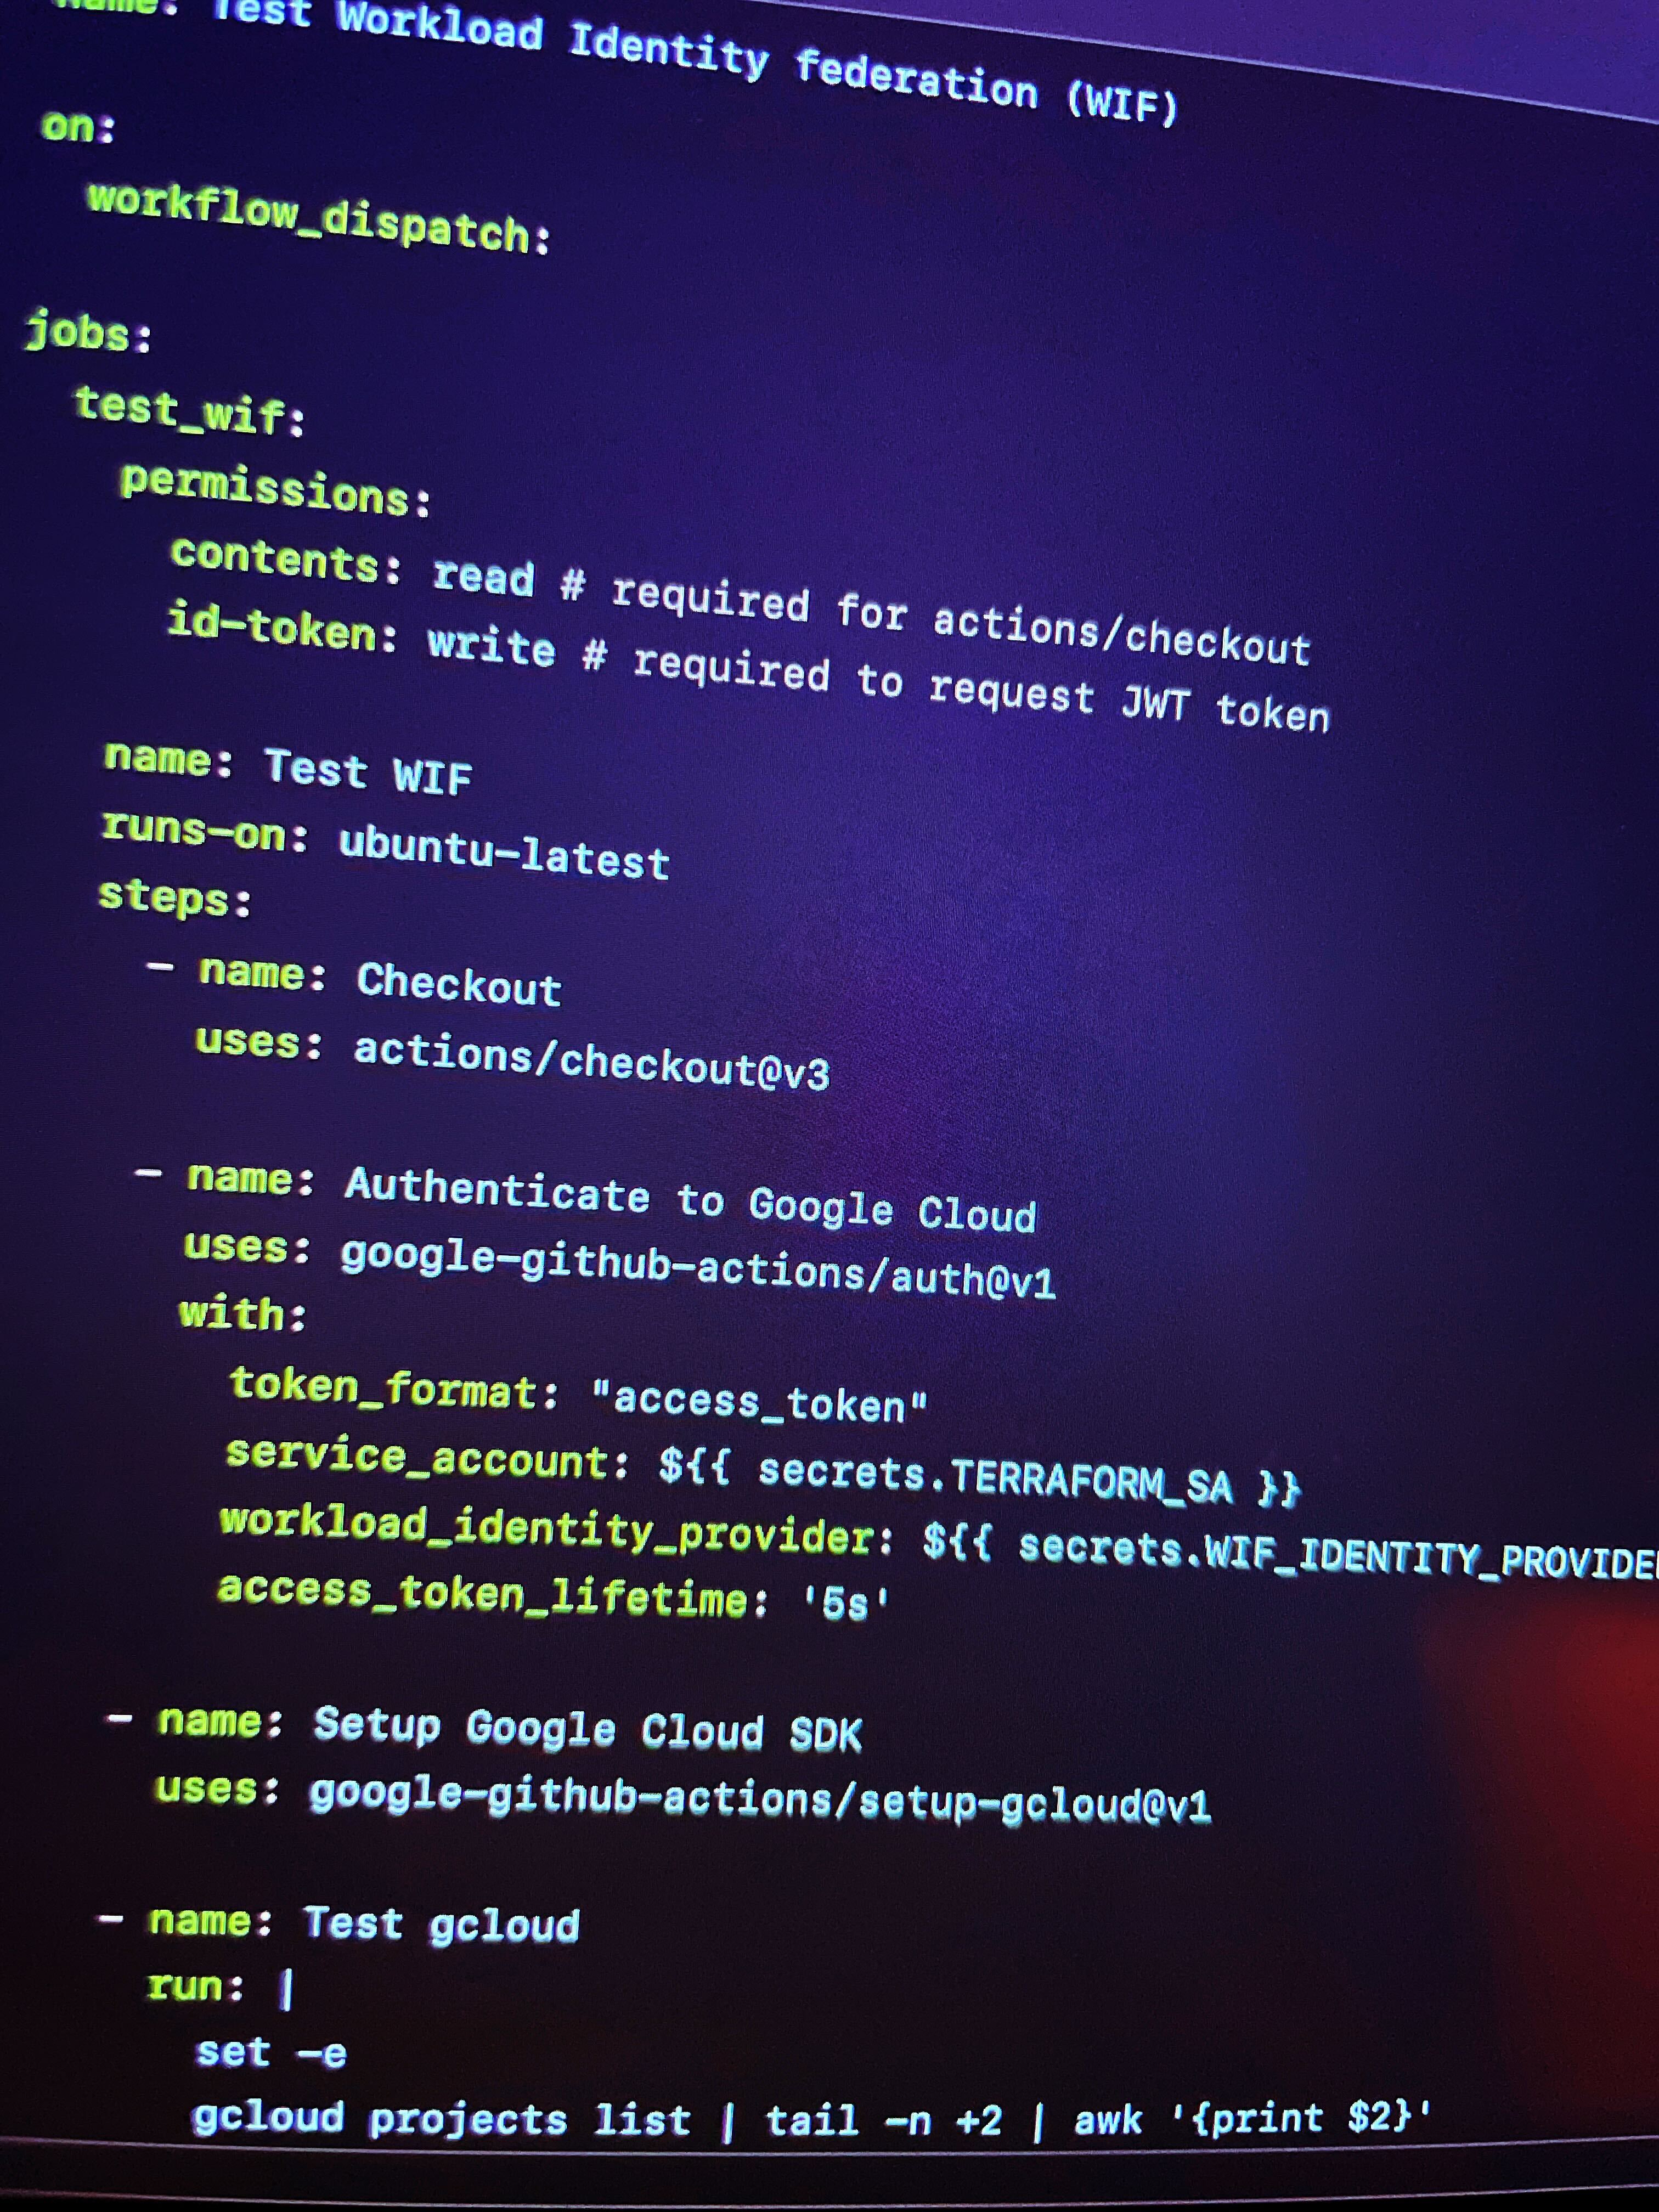 name: Test Workload Identity federation (WIF)
on:
workflow_dispatch:
jobs:
test_wif:
permissions:
contents: read # required for actions/checkout
id-token: write # required to request JWT token
name: Test WIF
runs-on: ubuntu-latest
steps:
- name: Checkout
uses: actions/checkout@v3
- name: Authenticate to Google Cloud
uses: google-github-actions/auth@v1
with:
token_format: "access_token"
service_account: ${{ secrets.TERRAFORM_SA }}
workload_identity_provider: ${{ secrets.WIF_IDENTITY_PROVIDE
access_token_lifetime: '5s'
- name: Setup Google Cloud SDK
uses: google-github-actions/setup-gcloud@v1
- name: Test gcloud
run: |
set -e
gcloud projects list | tail -n +2 | awk '{print $2}'